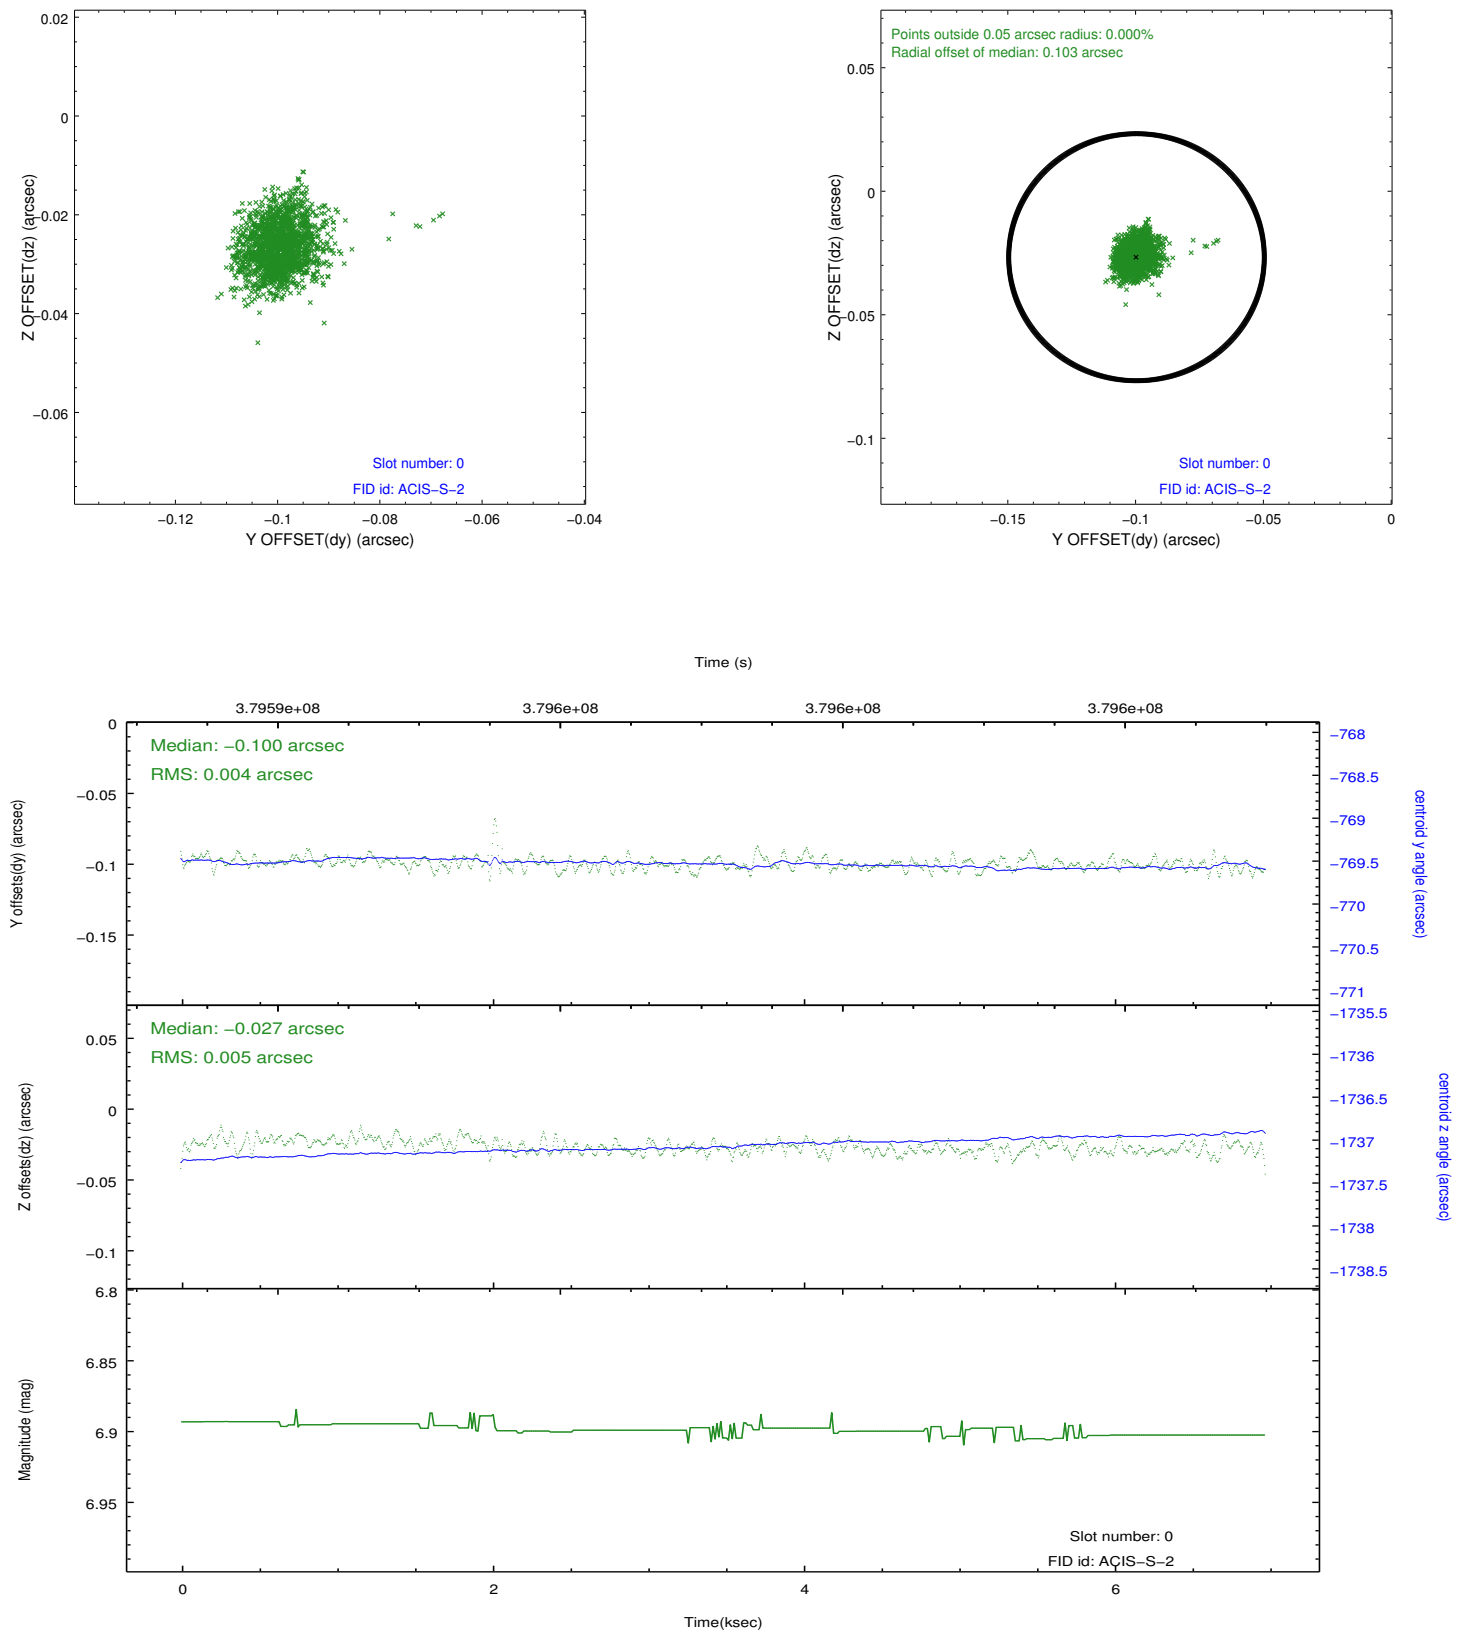 0.02
0
−0.02
−0.04
−0.06
Z OFFSET(dz) (arcsec)
Slot number: 0
FID id: ACIS−S−2
−0.12
−0.1
−0.08
−0.06
−0.04
Y OFFSET(dy) (arcsec)
Points outside 0.05 arcsec radius: 0.000%
Radial offset of median: 0.103 arcsec
0.05
0
−0.05
−0.1
Z OFFSET(dz) (arcsec)
Slot number: 0
FID id: ACIS−S−2
−0.15
−0.1
−0.05
0
Y OFFSET(dy) (arcsec)
Time (s)
3.7959e+08
3.796e+08
3.796e+08
3.796e+08
Median: −0.100 arcsec
RMS: 0.004 arcsec
0
−0.05
−0.1
−0.15
Y offsets(dy) (arcsec)
−768
−768.5
−769
−769.5
−770
−770.5
−771
centroid y angle (arcsec)
Median: −0.027 arcsec
RMS: 0.005 arcsec
0.05
0
−0.05
−0.1
Z offsets(dz) (arcsec)
−1735.5
−1736
−1736.5
−1737
−1737.5
−1738
−1738.5
centroid z angle (arcsec)
6.8
6.85
6.9
6.95
Magnitude (mag)
Slot number: 0
FID id: ACIS−S−2
0
2
4
6
Time(ksec)